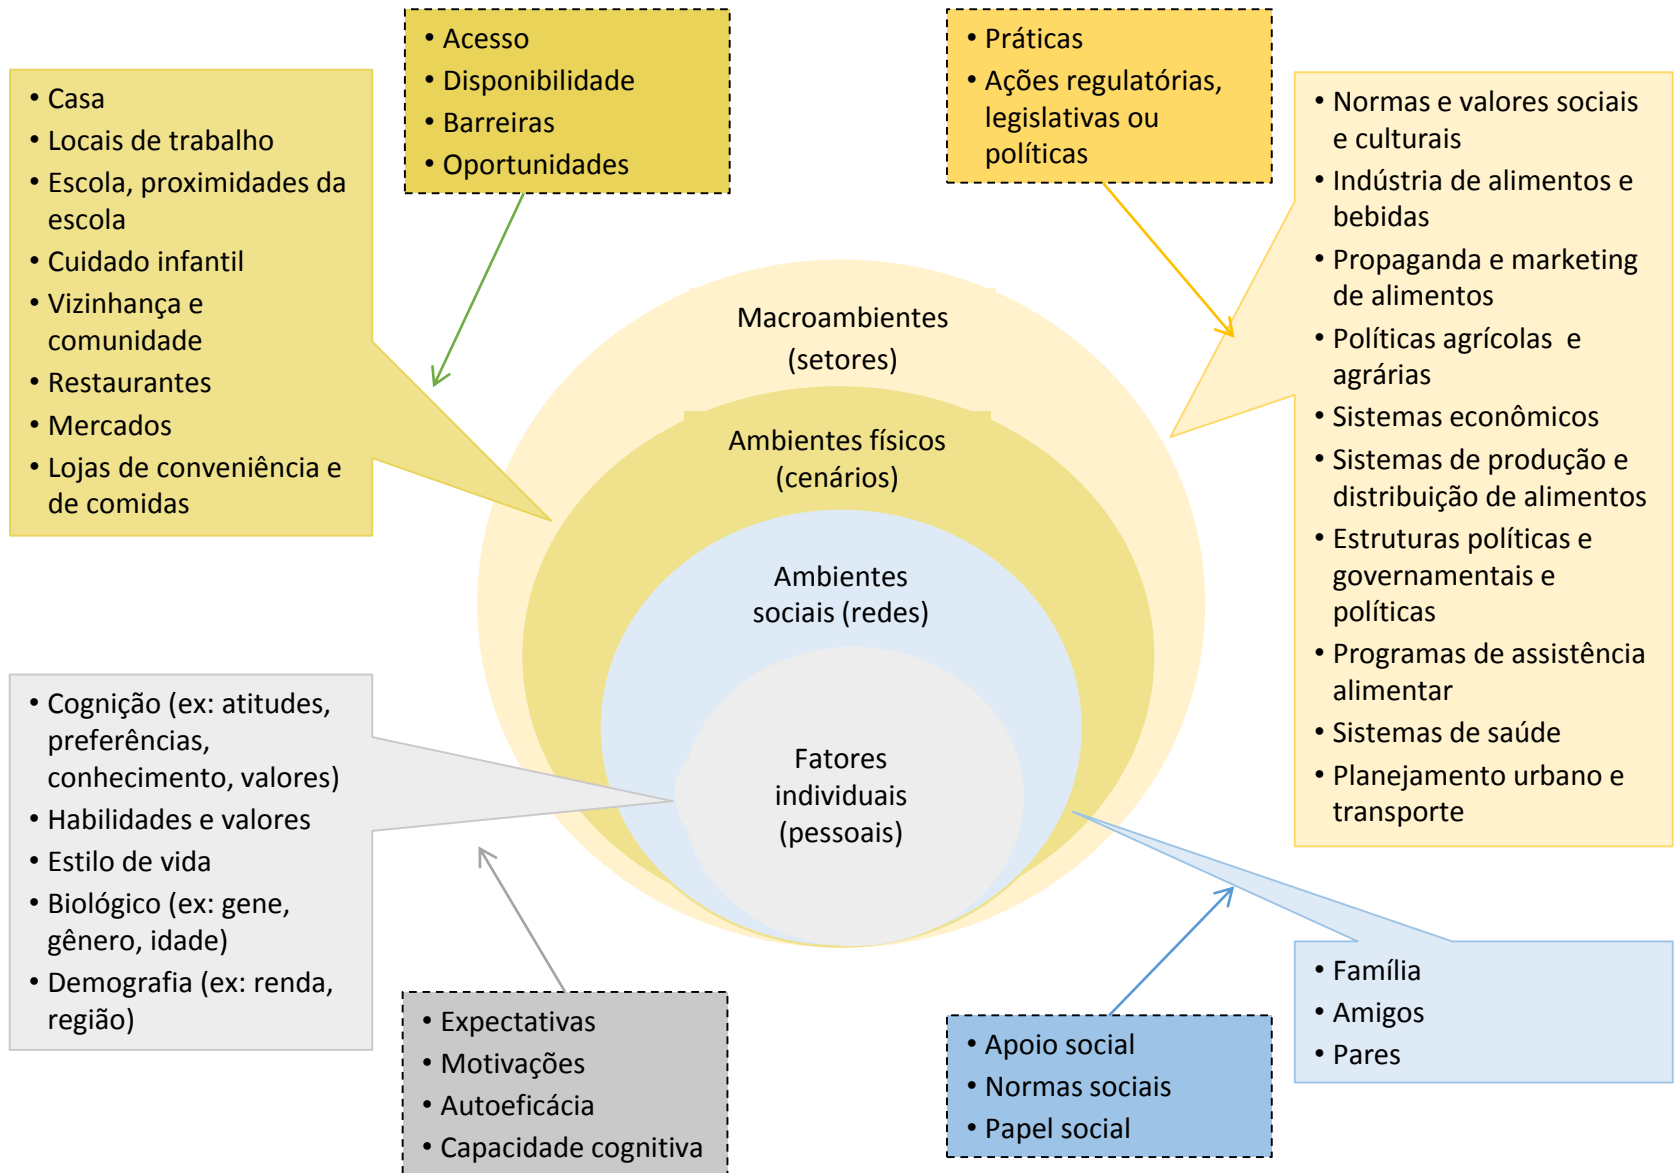 • Acesso
• Disponibilidade
• Barreiras
• Oportunidades
• Práticas
• Ações regulatórias,
legislativas ou
políticas
• Casa
• Locais de trabalho
• Escola, proximidades da
escola
• Cuidado infantil
• Vizinhança e
comunidade
• Restaurantes
• Mercados
• Lojas de conveniência e
de comidas
• Normas e valores sociais
e culturais
• Indústria de alimentos e
bebidas
• Propaganda e marketing
de alimentos
• Políticas agrícolas e
agrárias
• Sistemas econômicos
• Sistemas de produção e
distribuição de alimentos
• Estruturas políticas e
governamentais e
políticas
• Programas de assistência
alimentar
• Sistemas de saúde
• Planejamento urbano e
transporte
Macroambientes
(setores)
Ambientes físicos
(cenários)
Ambientes
sociais (redes)
Fatores
individuais
(pessoais)
• Cognição (ex: atitudes,
preferências,
conhecimento, valores)
• Habilidades e valores
• Estilo de vida
• Biológico (ex: gene,
gênero, idade)
• Demografia (ex: renda,
região)
• Expectativas
• Motivações
• Autoeficácia
• Capacidade cognitiva
• Apoio social
• Normas sociais
• Papel social
• Família
• Amigos
• Pares